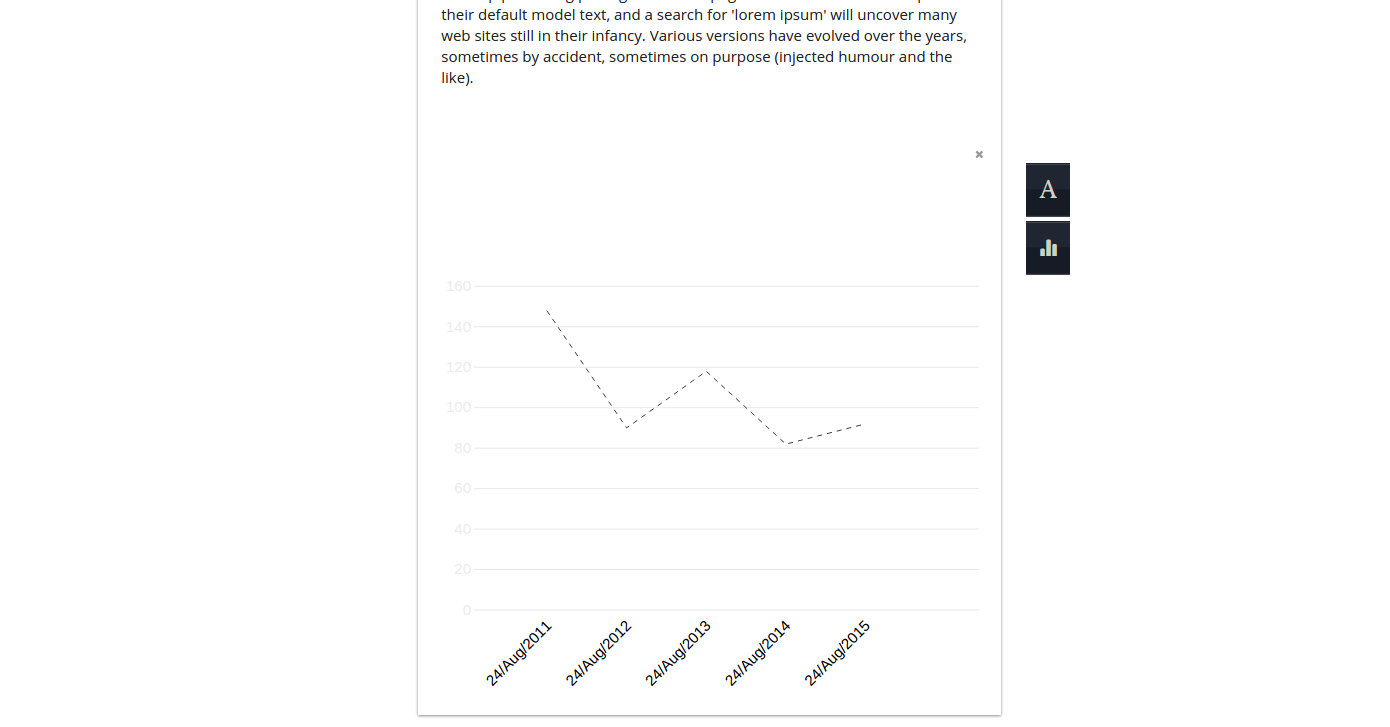 their default model text, and a search for 'lorem ipsum' will uncover many
web sites still in their infancy. Various versions have evolved over the years,
sometimes by accident, sometimes on purpose (injected humour and the
like).
A
160
140
120
100
80
60
40
20
0
24/Aug/2011
24/Aug/2012
24/Aug/2013
24/Aug/2014
24/Aug/2015